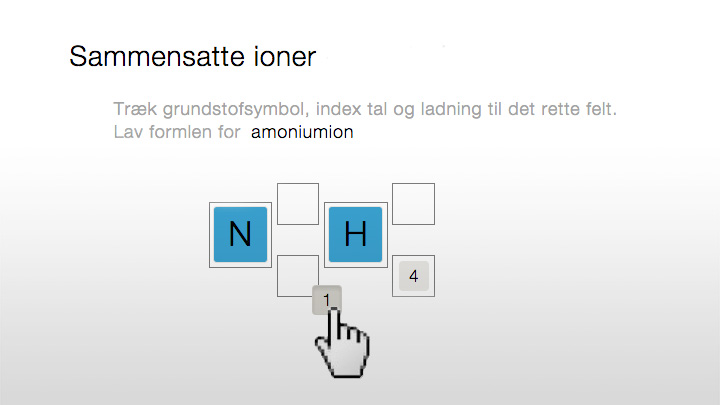 Sammensatte ioner
Træk grundstofsymbol, index tal og ladning til det rette felt.
Lav formlen for amoniumion
N H
4
1